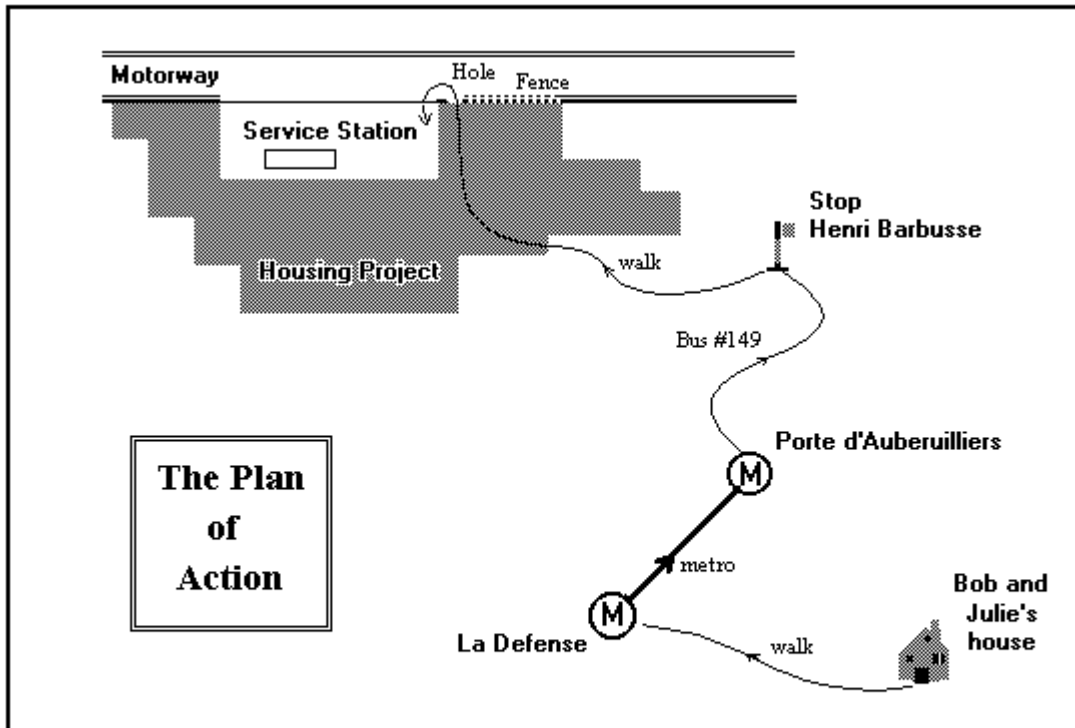 Motorway
Hole
Fence
Service Station
Stop
Henri Barbusse
walk
Housing Project
Bus #149
Porte d'Auberuilliers
M
The Plan
of
Action
metro
M
La Defense
walk
Bob and
Julie's
house